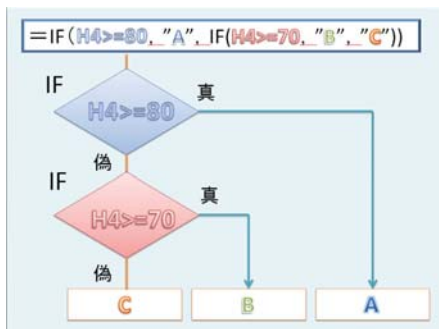 ＝IF(H4>=80, ”A”, IF(H4>=70, ”B”, ”C”))
IF
H4>=80
真
偽
IF
H4>=70
真
偽
C
B
A